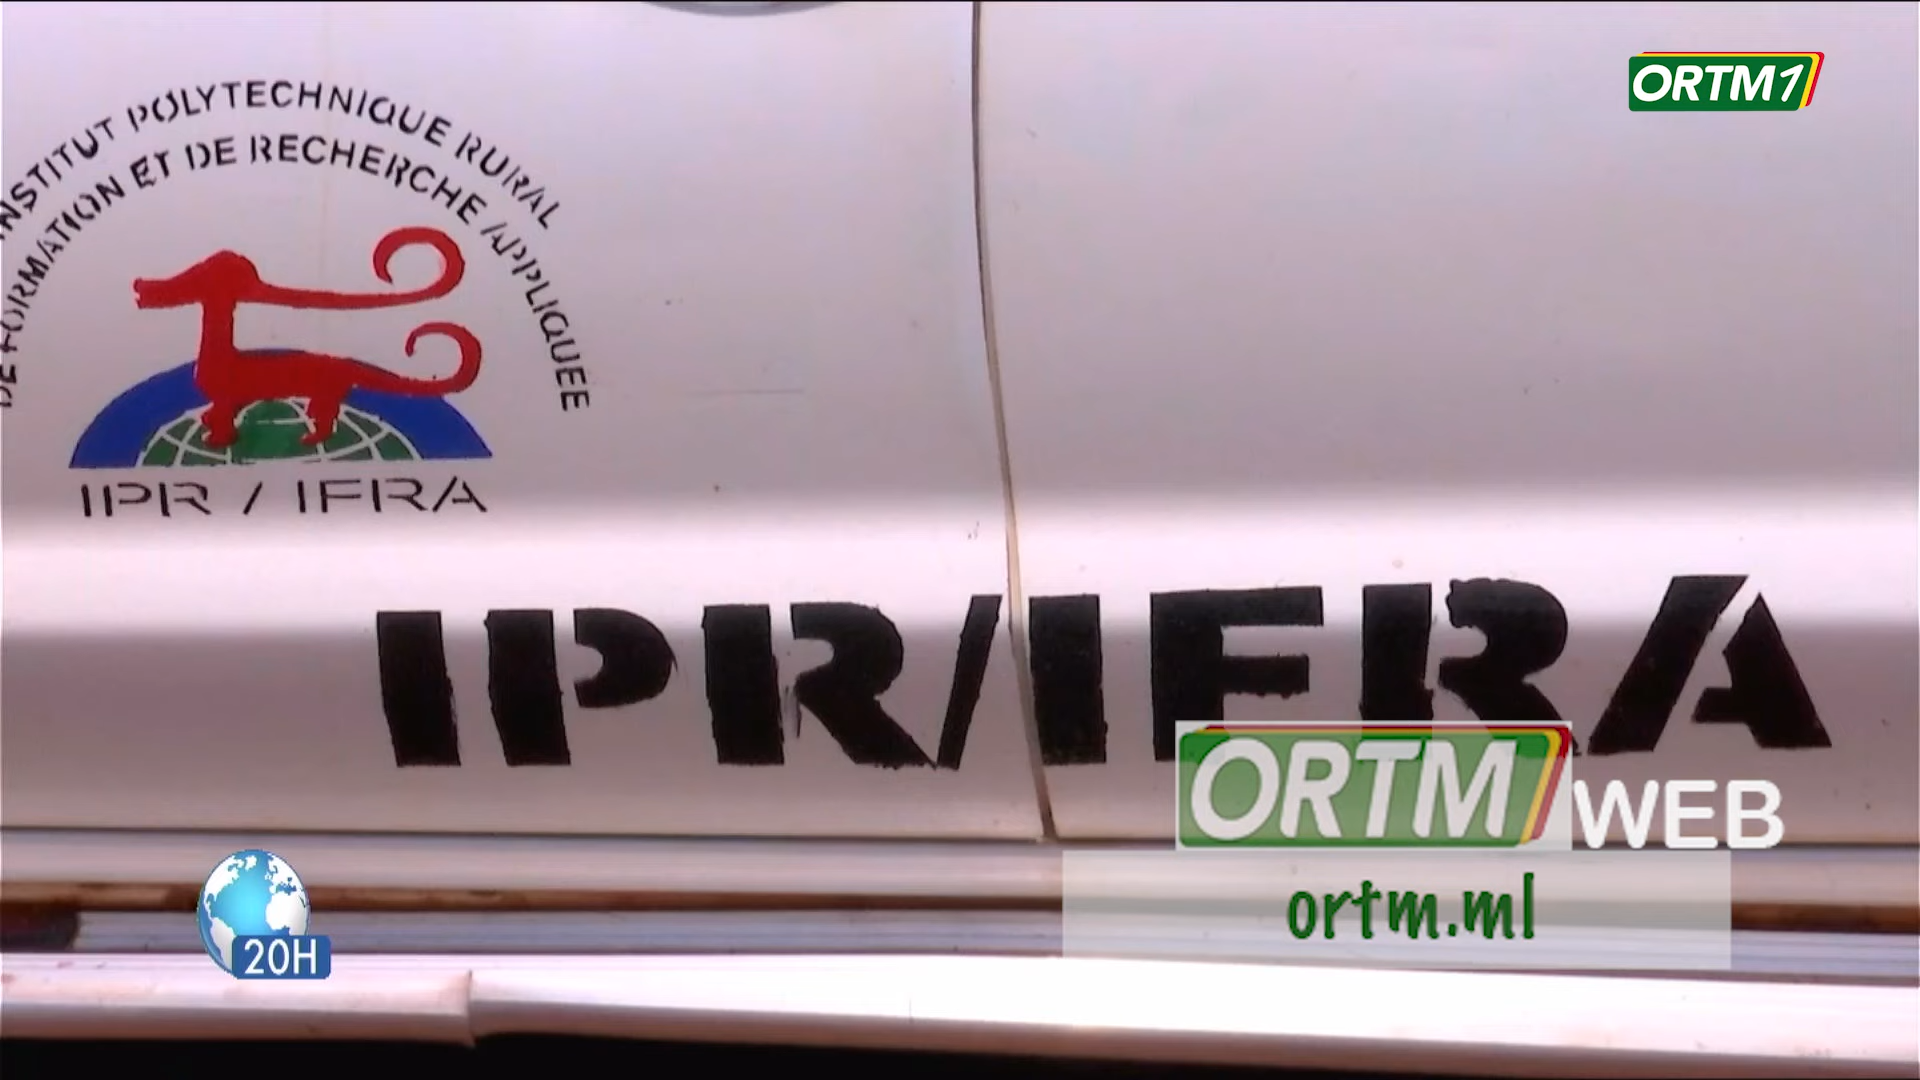 ORTM1
INSTITUT POLYTECHNIQUE RURAL
DE FORMATION ET DE RECHERCHE APPLIQUEE
IPR / IFRA
IPR/IFRA
ORTM WEB
ortm.ml
20H